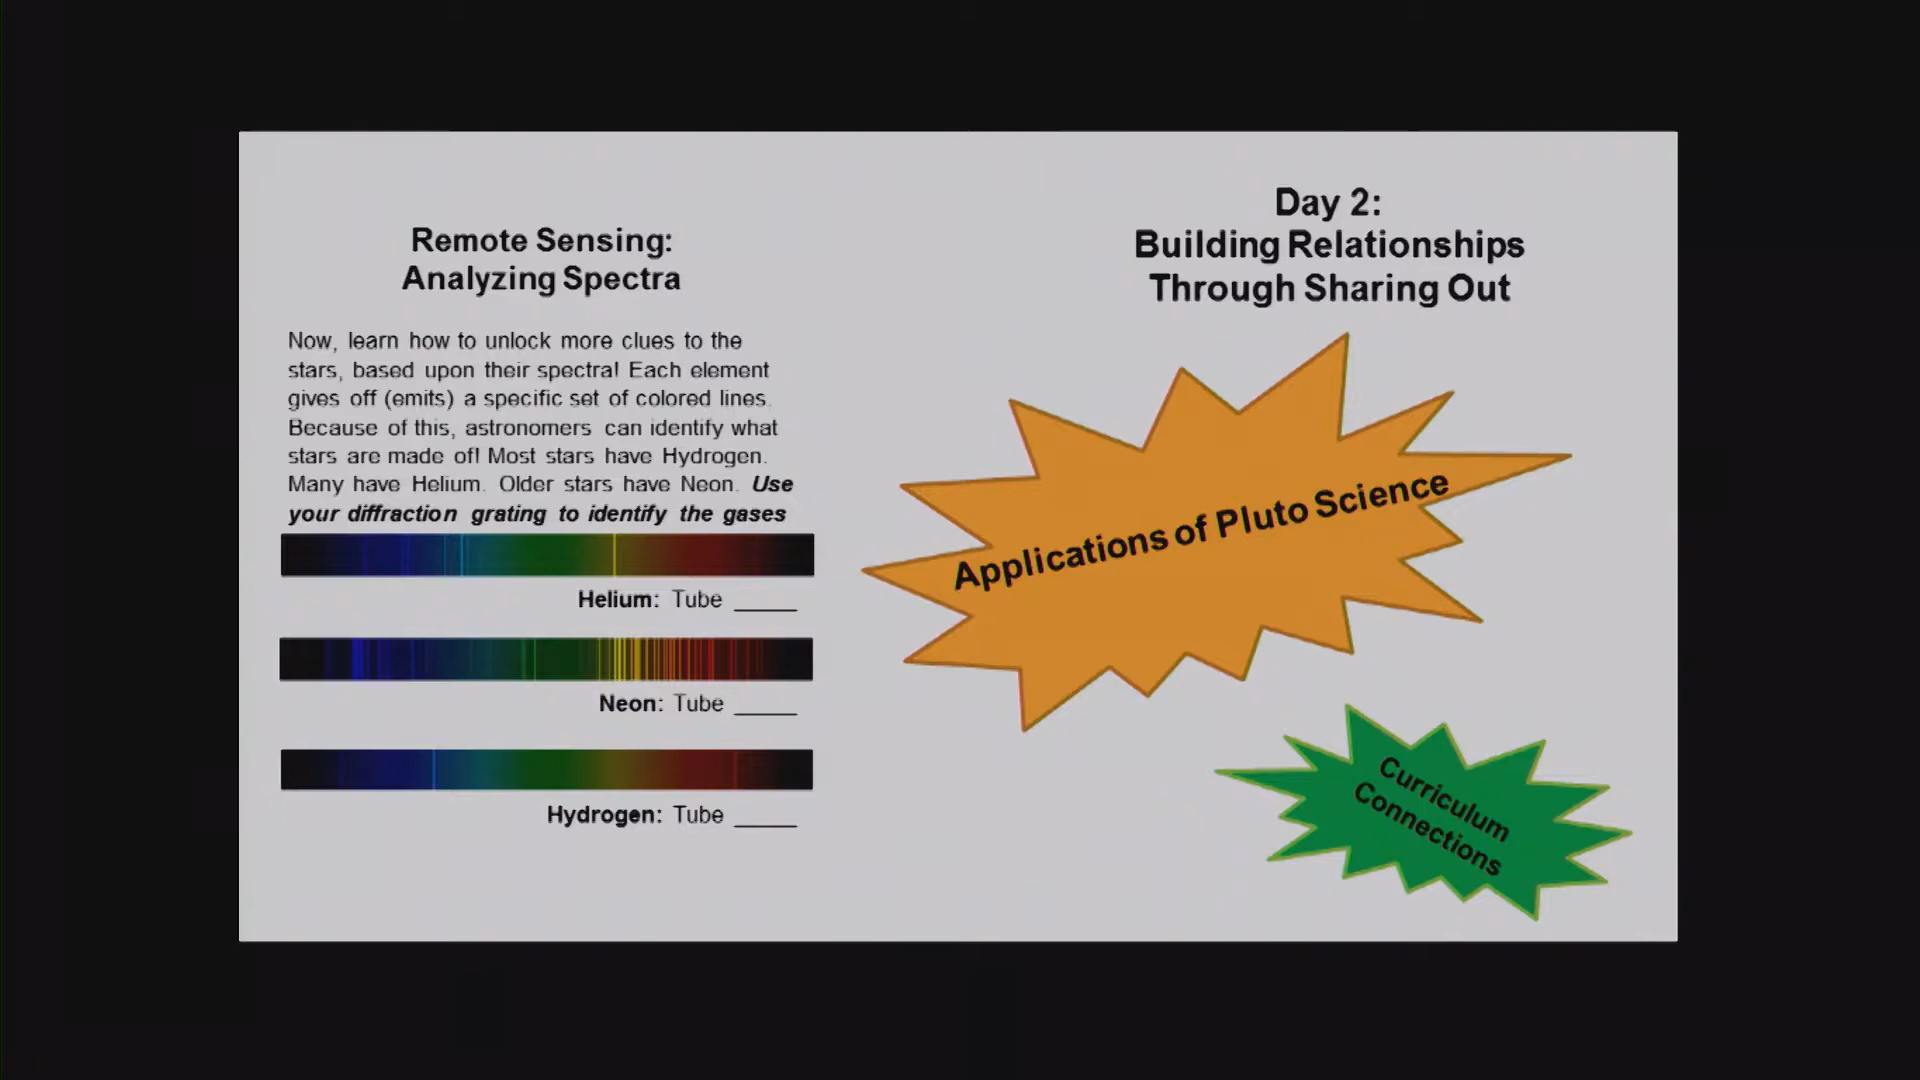 Remote Sensing:
Analyzing Spectra
Now, learn how to unlock more clues to the
stars, based upon their spectra! Each element
gives off (emits) a specific set of colored lines.
Because of this, astronomers can identify what
stars are made of! Most stars have Hydrogen.
Many have Helium. Older stars have Neon. Use
your diffraction grating to identify the gases
Helium: Tube _____
Neon: Tube _____
Hydrogen: Tube _____
Day 2:
Building Relationships
Through Sharing Out
Applications of Pluto Science
Curriculum
Connections